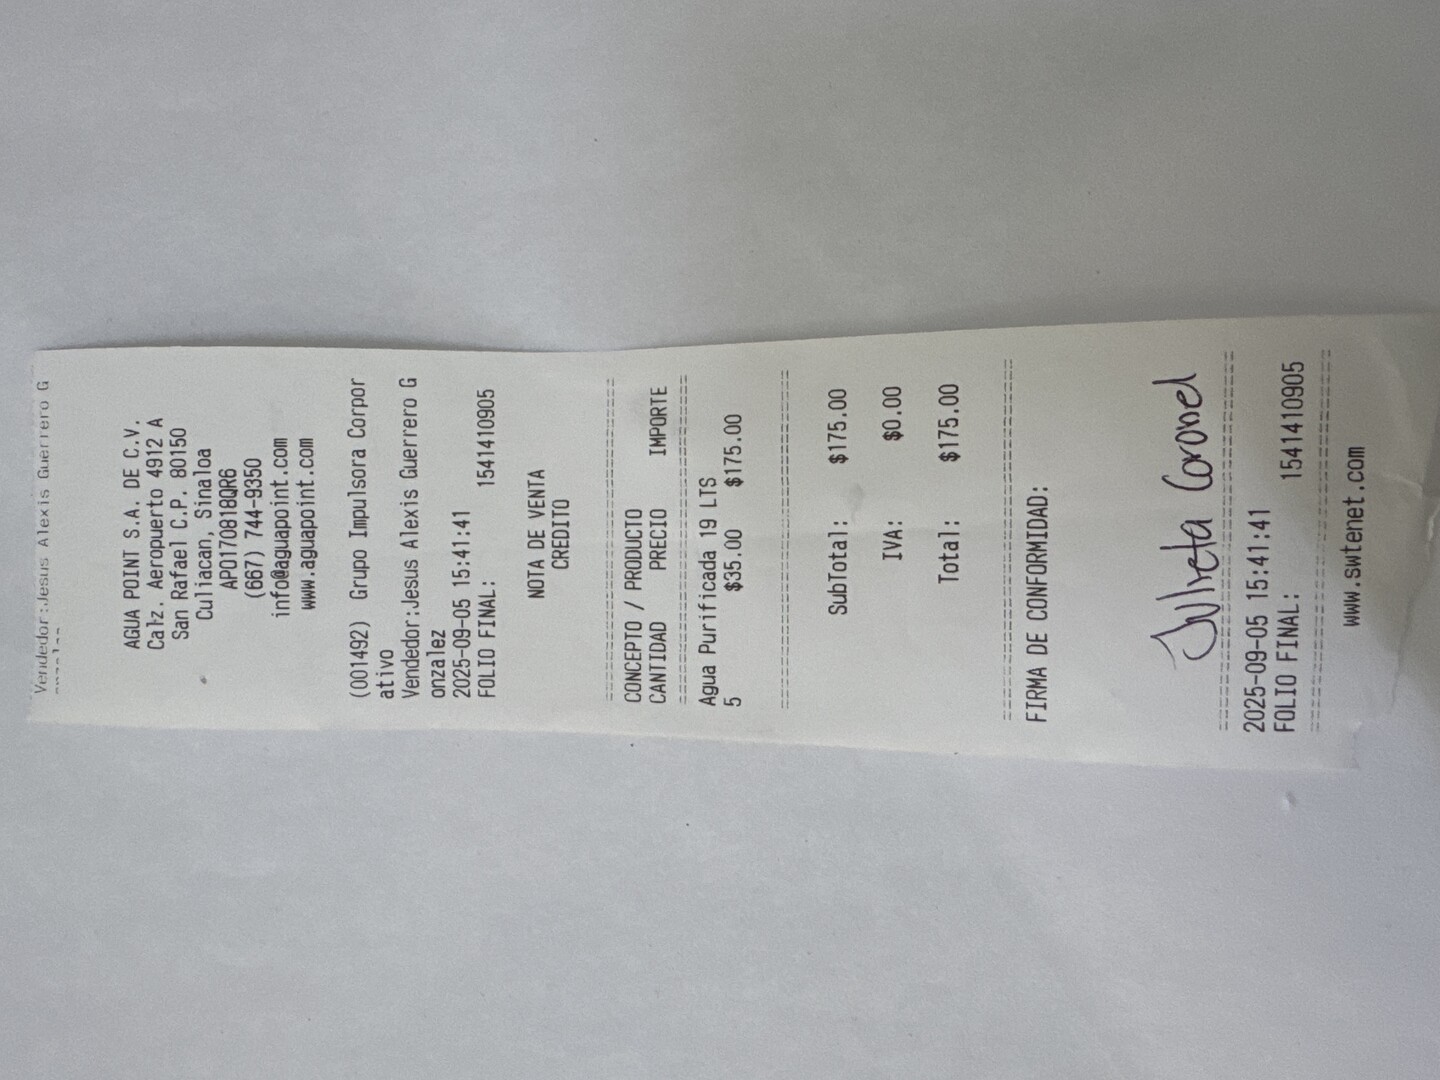 Vendedor:Jesus Alexis Guerrero G
AGUA POINT S.A. DE C.V.
Calz. Aeropuerto 4912 A
San Rafael C.P. 80150
Culiacan, Sinaloa
APO170818QR6
(667) 744-9350
info@aguapoint.com
www.aguapoint.com
(001492) Grupo Impulsora Corpor
ativo
Vendedor:Jesus Alexis Guerrero G
onzalez
2025-09-05 15:41:41
FOLIO FINAL: 1541410905
NOTA DE VENTA
CREDITO
CONCEPTO / PRODUCTO
CANTIDAD PRECIO IMPORTE
Agua Purificada 19 LTS
5 $35.00 $175.00
SubTotal: $175.00
IVA: $0.00
Total: $175.00
FIRMA DE CONFORMIDAD:
Julieta Coronel
2025-09-05 15:41:41
FOLIO FINAL: 1541410905
www.swtenet.com